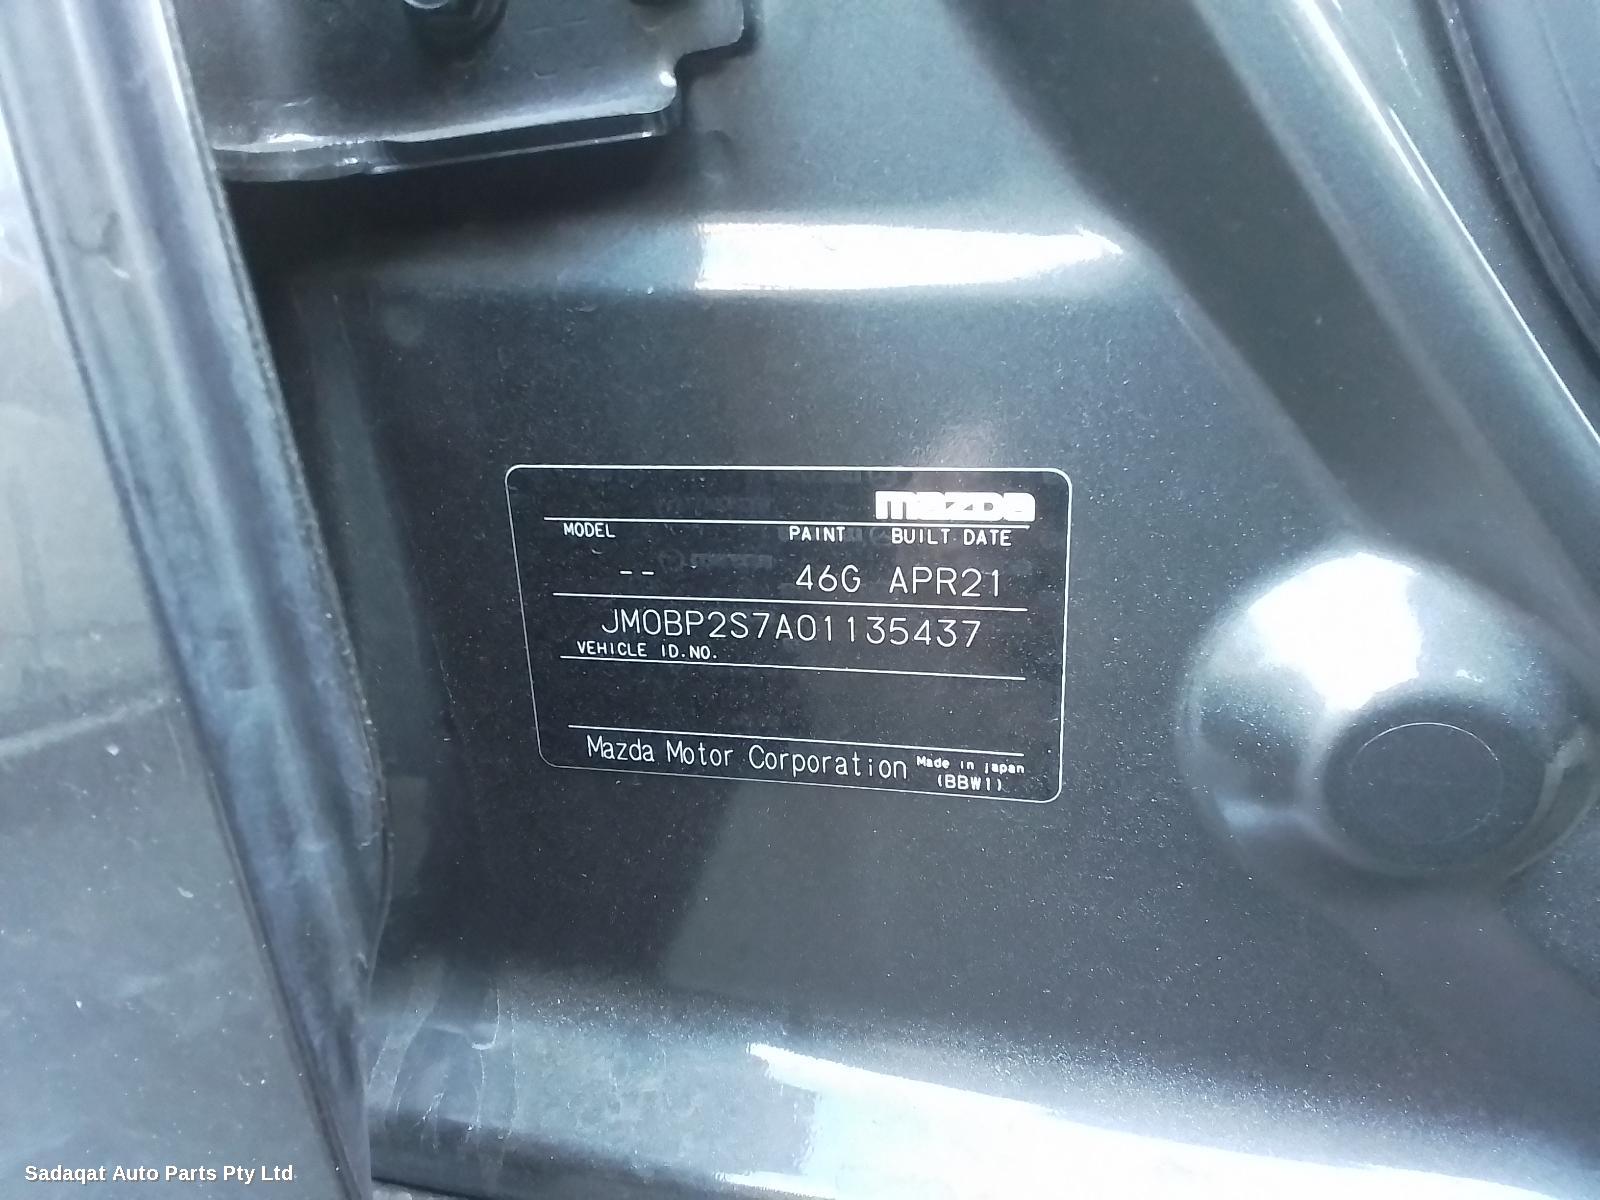 mazda
MODEL PAINT BUILT DATE
-- 46G APR21
JM0BP2S7A01135437
VEHICLE ID.NO.
Mazda Motor Corporation Made in japan
(BBW1)
Sadaqat Auto Parts Pty Ltd